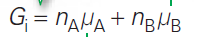 Gᵢ = nAμA + nBμB